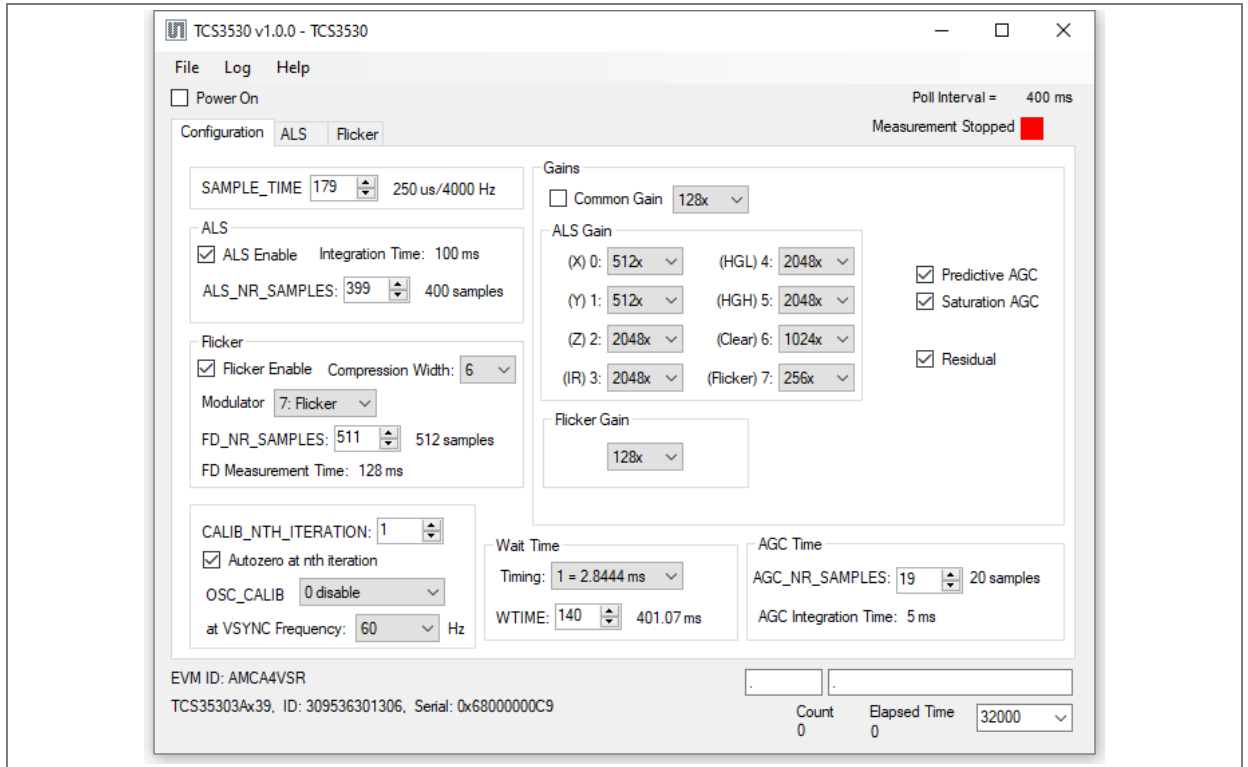 TCS3530 v1.0.0 - TCS3530
File Log Help
Power On
Poll Interval = 400 ms
Measurement Stopped
Configuration ALS Flicker
SAMPLE_TIME 179 250 us/4000 Hz
ALS
ALS Enable Integration Time: 100 ms
ALS_NR_SAMPLES: 399 400 samples
Flicker
Flicker Enable Compression Width: 6
Modulator 7: Flicker
FD_NR_SAMPLES: 511 512 samples
FD Measurement Time: 128 ms
Gains
Common Gain 128x
ALS Gain
(X) 0: 512x (HGL) 4: 2048x
(Y) 1: 512x (HGH) 5: 2048x
(Z) 2: 2048x (Clear) 6: 1024x
(IR) 3: 2048x (Flicker) 7: 256x
Predictive AGC
Saturation AGC
Residual
Flicker Gain
128x
CALIB_NTH_ITERATION: 1
Autozero at nth iteration
OSC_CALIB 0 disable
at VSYNC Frequency: 60 Hz
Wait Time
Timing: 1 = 2.8444 ms
WTIME: 140 401.07 ms
AGC Time
AGC_NR_SAMPLES: 19 20 samples
AGC Integration Time: 5 ms
EVM ID: AMCA4VSR
TCS35303Ax39, ID: 309536301306, Serial: 0x68000000C9
. .
Count Elapsed Time 32000
0 0